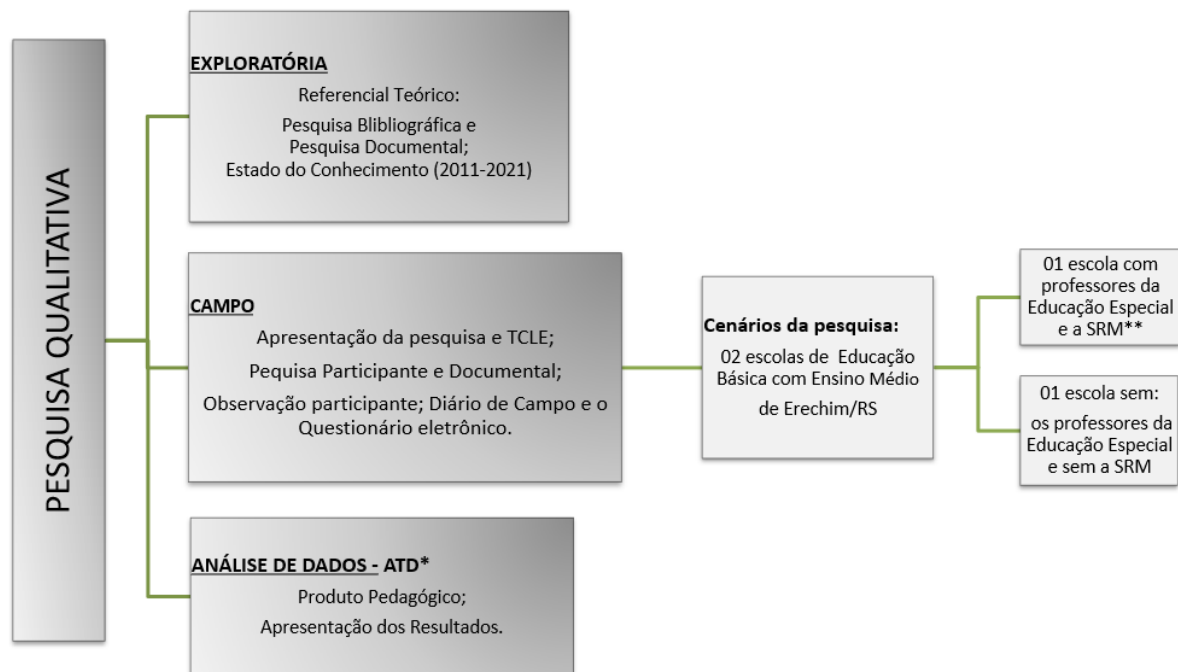 PESQUISA QUALITATIVA
EXPLORATÓRIA
Referencial Teórico:
Pesquisa Blibliográfica e
Pesquisa Documental;
Estado do Conhecimento (2011-2021)
CAMPO
Apresentação da pesquisa e TCLE;
Pequisa Participante e Documental;
Observação participante; Diário de Campo e o
Questionário eletrônico.
Cenários da pesquisa:
02 escolas de Educação
Básica com Ensino Médio
de Erechim/RS
01 escola com
professores da
Educação Especial
e a SRM**
01 escola sem:
os professores da
Educação Especial
e sem a SRM
ANÁLISE DE DADOS - ATD*
Produto Pedagógico;
Apresentação dos Resultados.